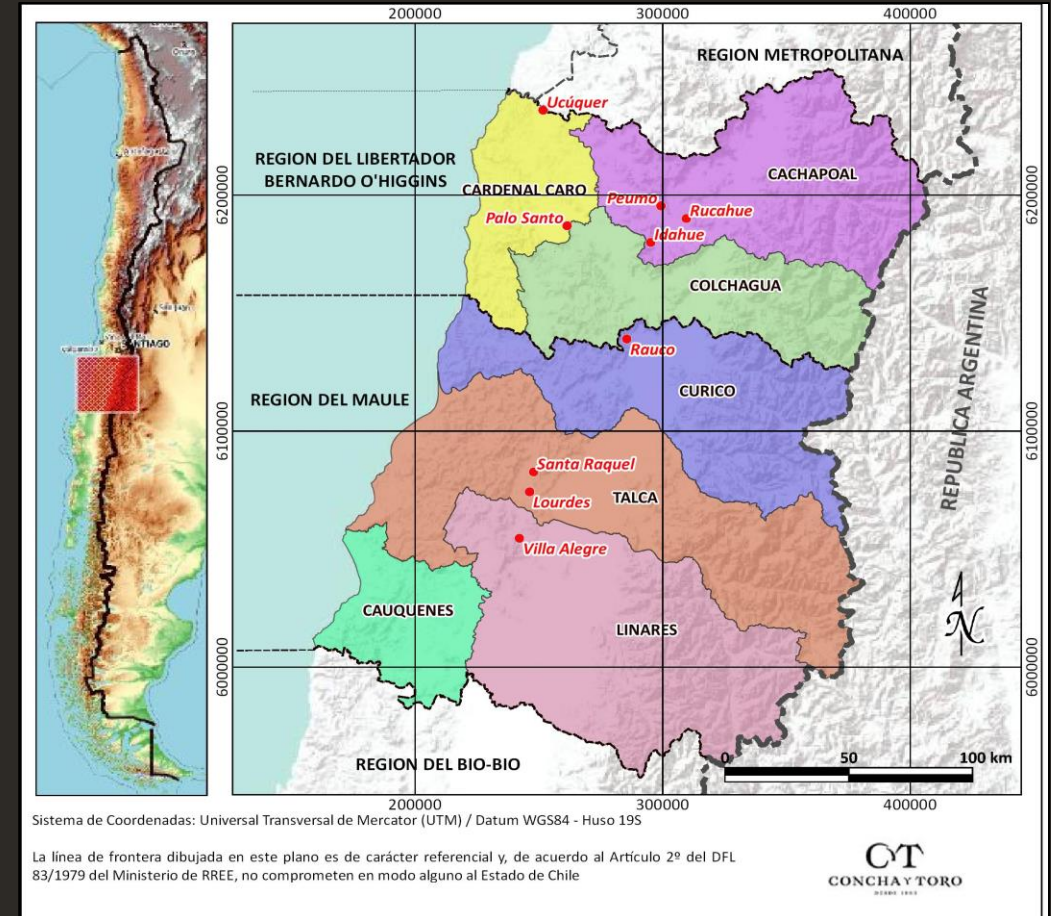 200000
300000
400000
REGION METROPOLITANA
Ucúquer
REGION DEL LIBERTADOR
BERNARDO O'HIGGINS
CARDENAL CARO
CACHAPOAL
6200000
6200000
Peumo
Rucahue
Palo Santo
Idahue
COLCHAGUA
SANTIAGO
Rauco
REPUBLICA ARGENTINA
CURICO
REGION DEL MAULE
6100000
6100000
Santa Raquel
TALCA
Lourdes
Villa Alegre
CAUQUENES
LINARES
N
6000000
6000000
REGION DEL BIO-BIO
0
50
100 km
200000
300000
400000
Sistema de Coordenadas: Universal Transversal de Mercator (UTM) / Datum WGS84 - Huso 19S
La línea de frontera dibujada en este plano es de carácter referencial y, de acuerdo al Artículo 2º del DFL
83/1979 del Ministerio de RREE, no comprometen en modo alguno al Estado de Chile
CYT
CONCHA Y TORO
DESDE 1883